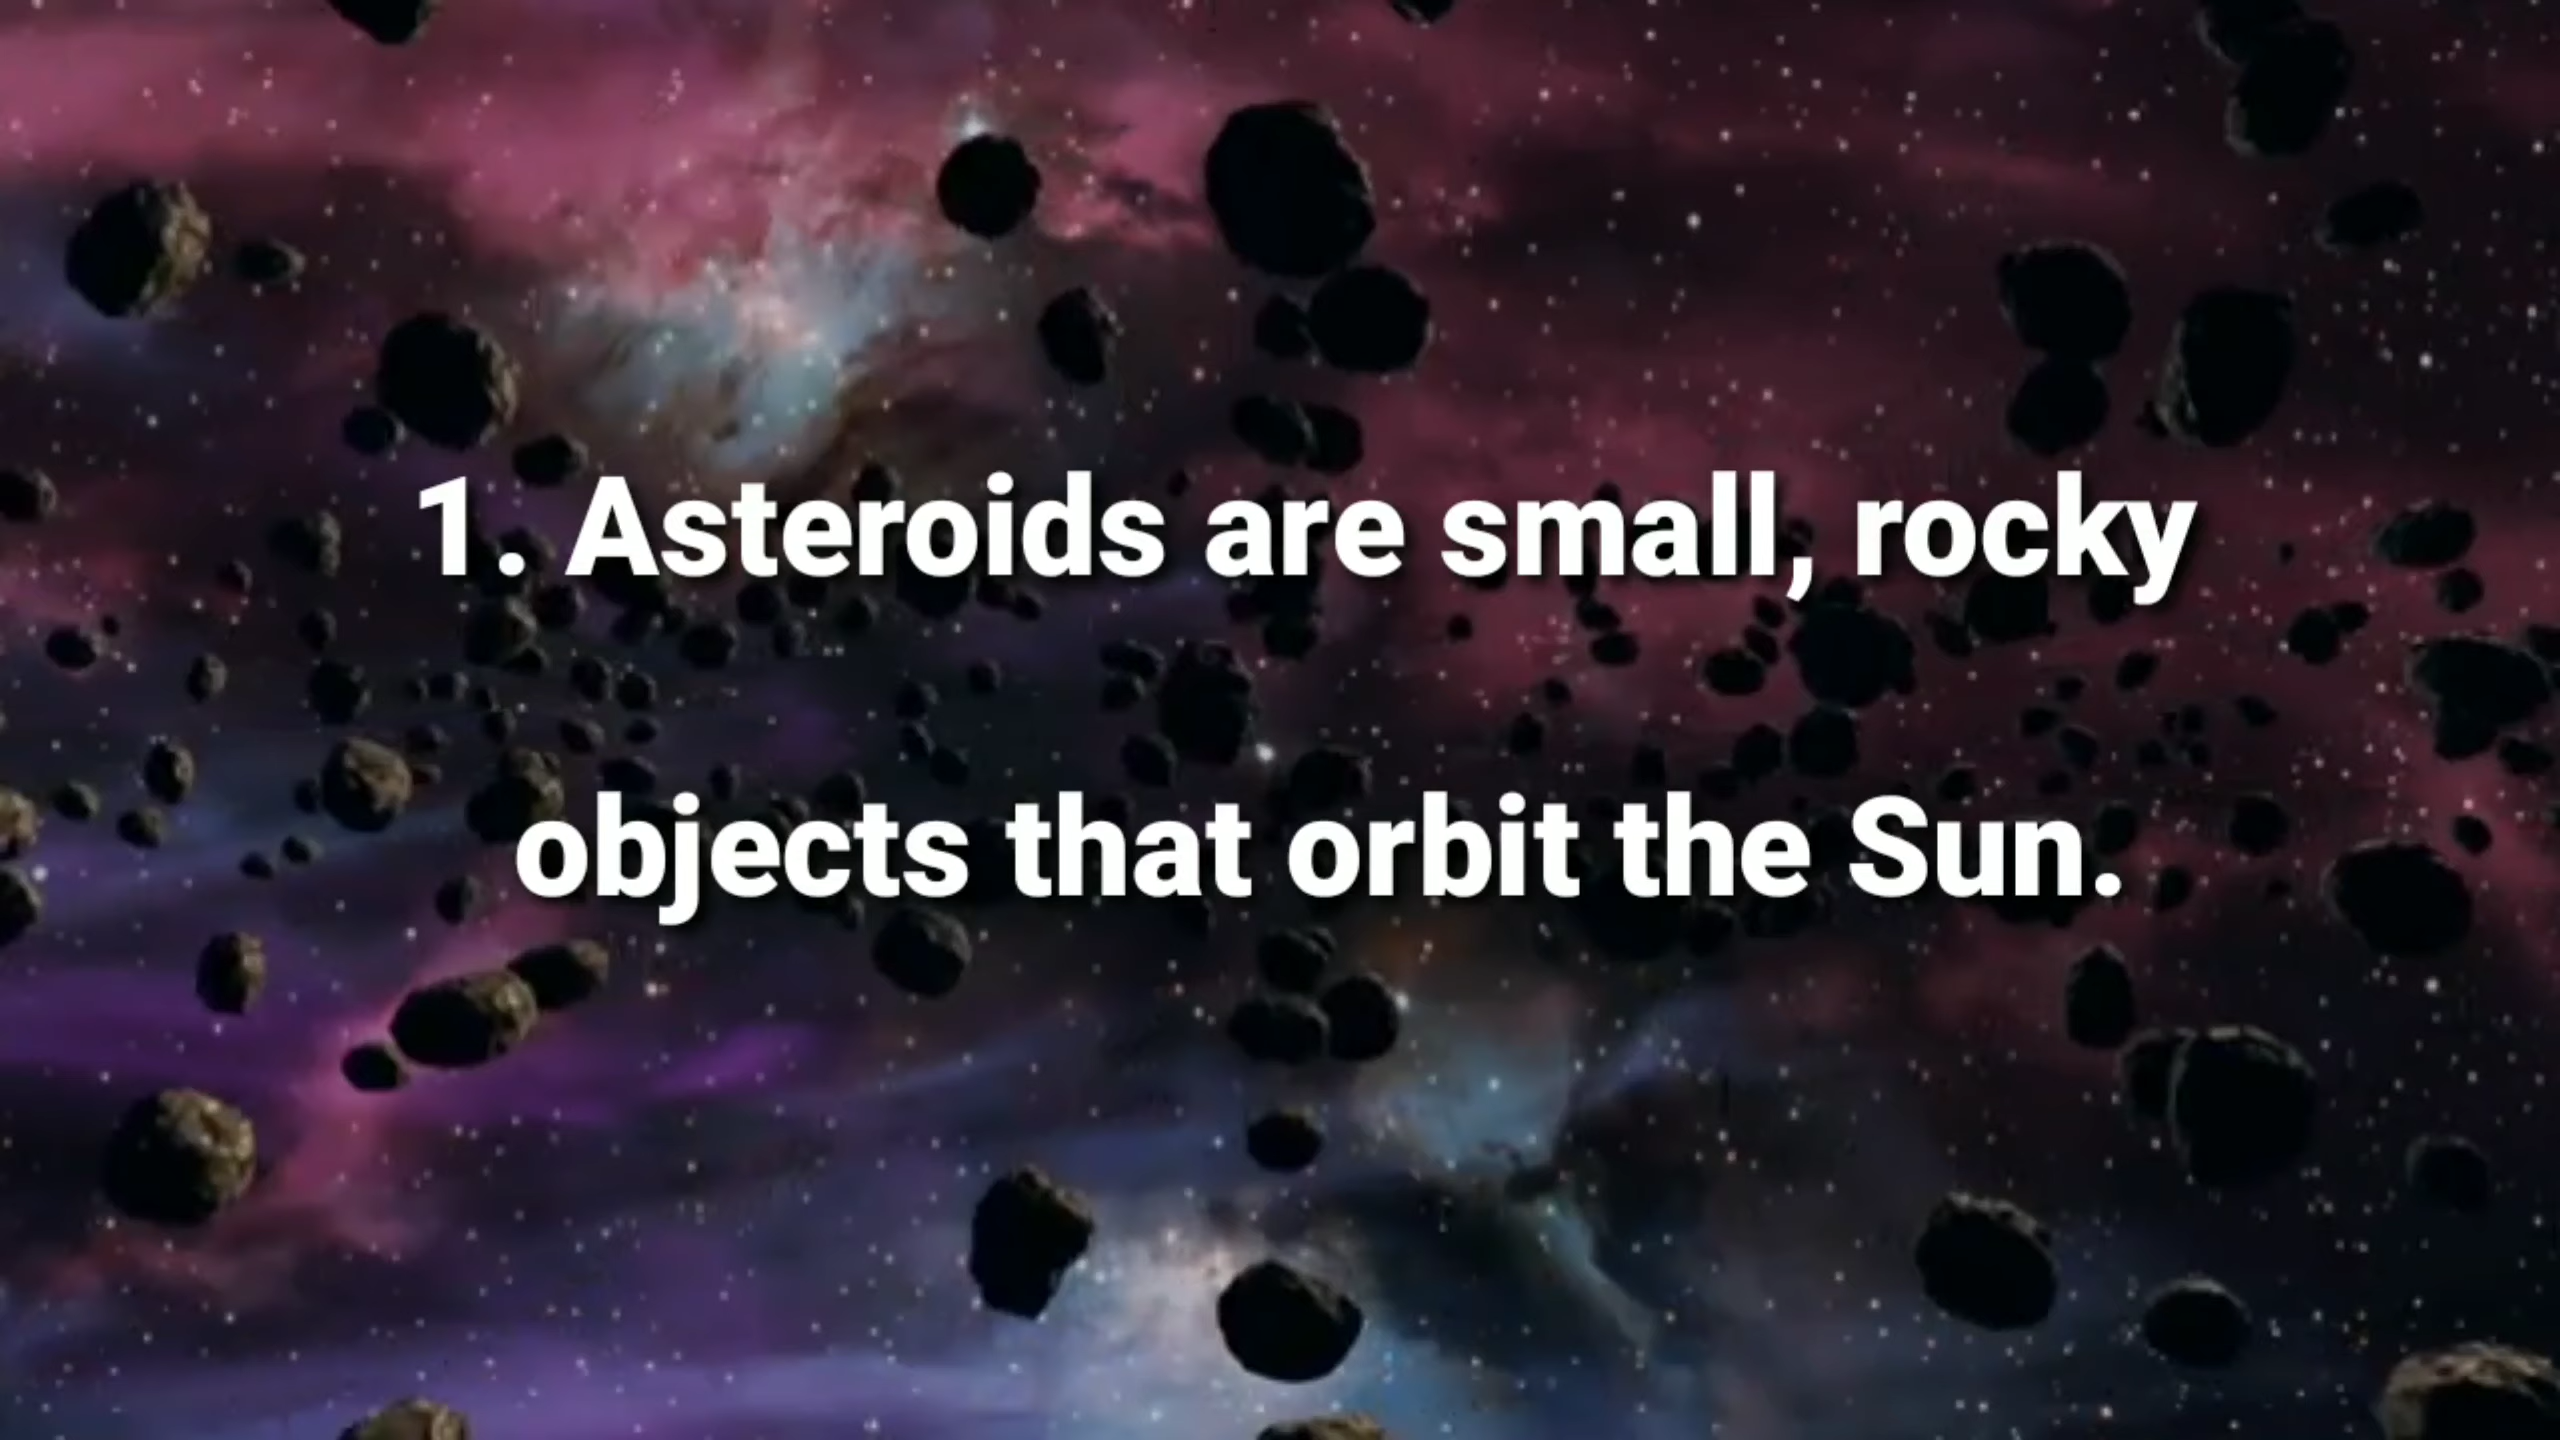 1. Asteroids are small, rocky
objects that orbit the Sun.